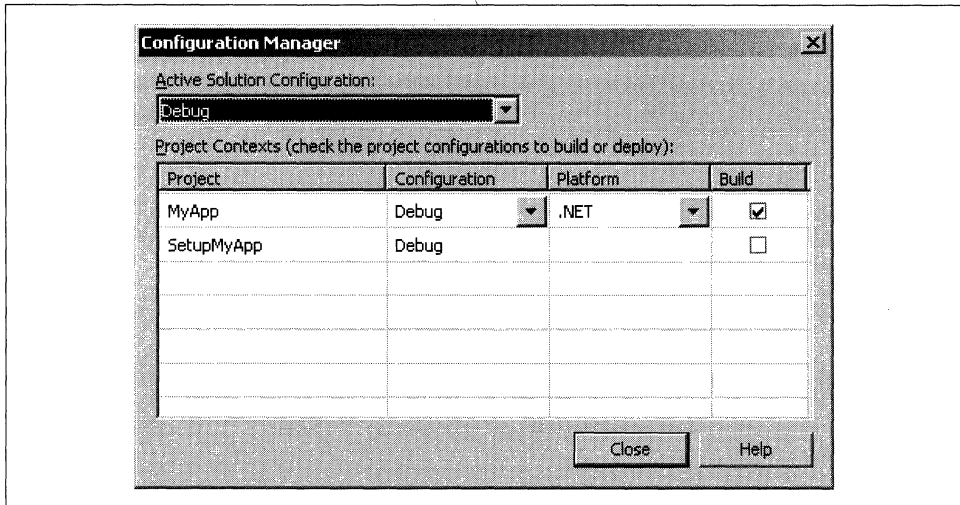 Configuration Manager
Active Solution Configuration:
Debug
Project Contexts (check the project configurations to build or deploy):
Project Configuration Platform Build
MyApp Debug .NET
SetupMyApp Debug
Close Help